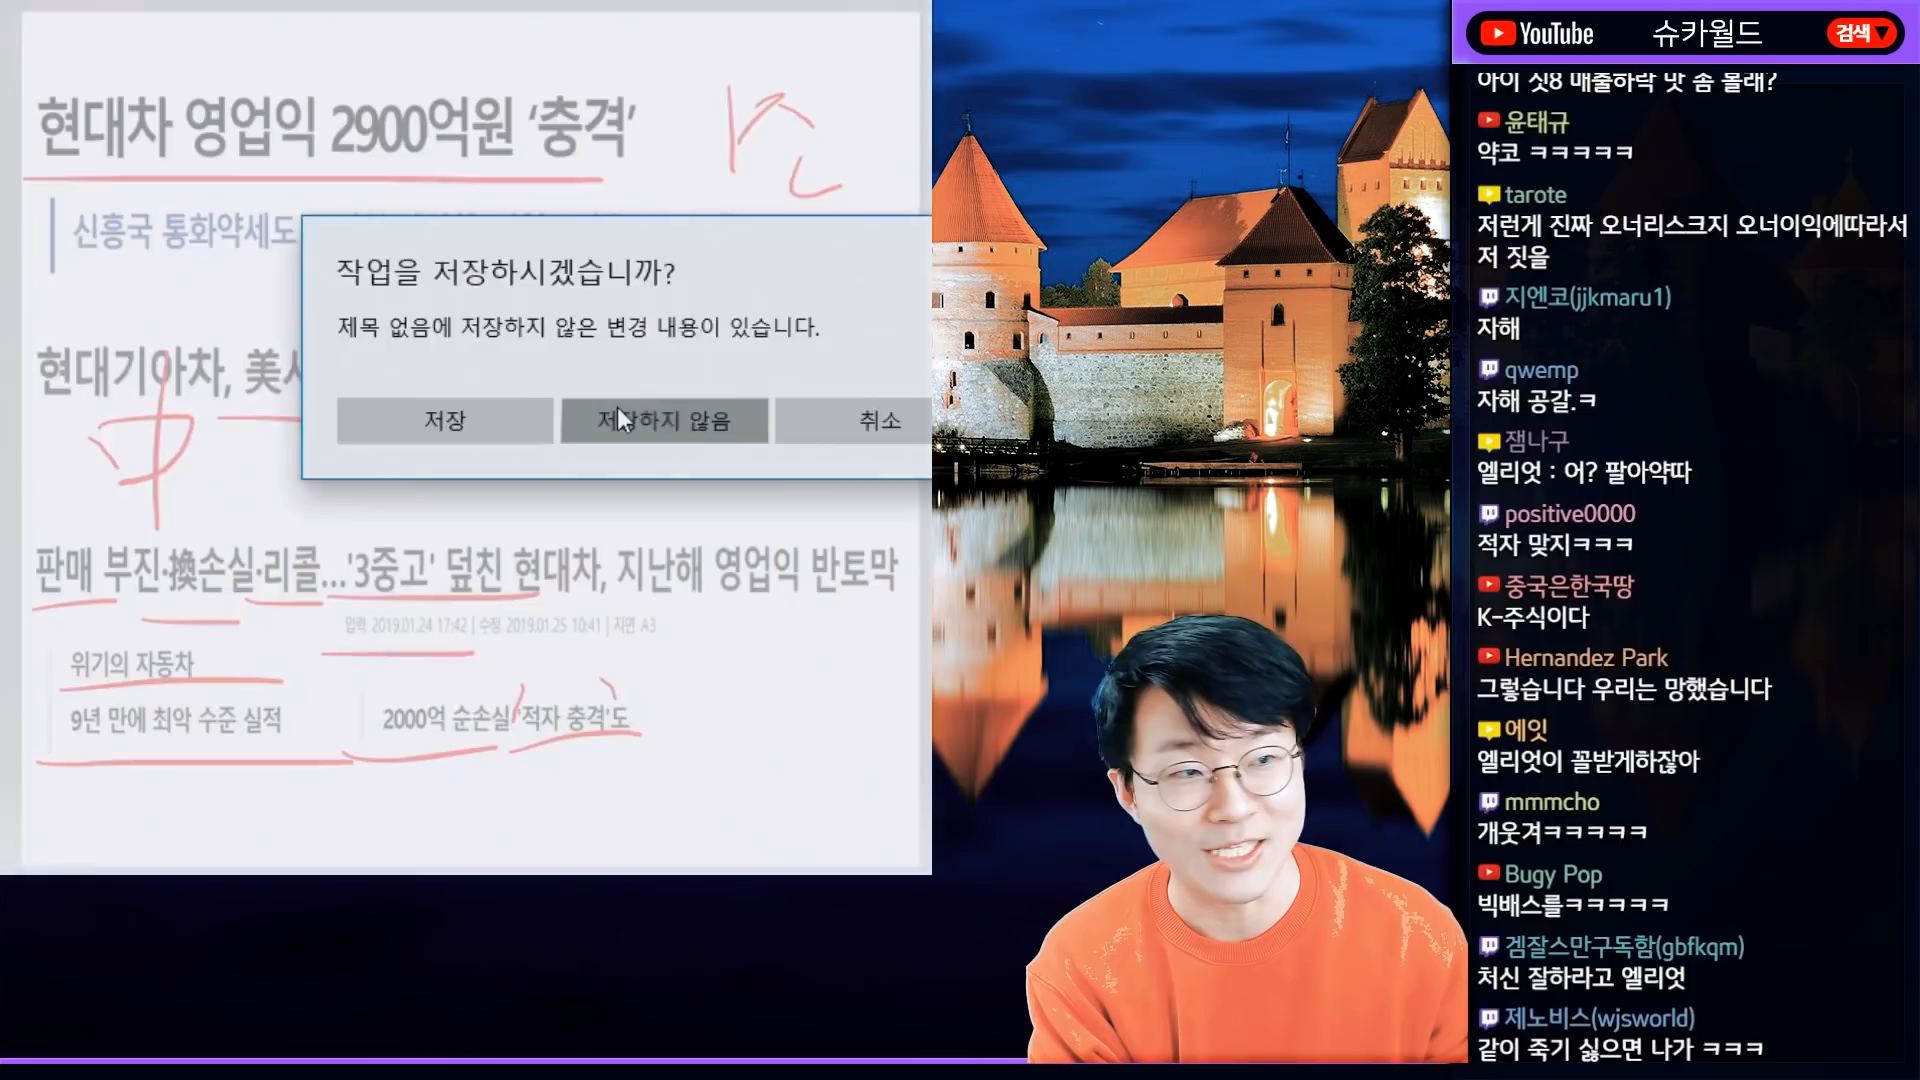 현대차 영업익 2900억원 ‘충격’
신흥국 통화약세도
작업을 저장하시겠습니까?
제목 없음에 저장하지 않은 변경 내용이 있습니다.
저장
저장하지 않음
취소
현대기아차, 美
中
판매 부진·換손실·리콜...'3중고' 덮친 현대차, 지난해 영업익 반토막
입력 2019.01.24 17:42 | 수정 2019.01.25 10:41 | 지면 A3
위기의 자동차
9년 만에 최악 수준 실적
2000억 순손실 '적자 충격'도
YouTube
슈카월드
검색▼
아이 싯8 매출하락 맛 좀 볼래?
윤태규
약코 ㅋㅋㅋㅋㅋ
tarote
저런게 진짜 오너리스크지 오너이익에따라서
저 짓을
지엔코(jjkmaru1)
자해
qwemp
자해 공갈.ㅋ
잼나구
엘리엇 : 어? 팔아약따
positive0000
적자 맞지ㅋㅋㅋ
중국은한국땅
K-주식이다
Hernandez Park
그렇습니다 우리는 망했습니다
에잇
엘리엇이 꼴받게하잖아
mmmcho
개웃겨ㅋㅋㅋㅋㅋ
Bugy Pop
빅배스를ㅋㅋㅋㅋㅋ
겜잘스만구독함(gbfkqm)
처신 잘하라고 엘리엇
제노비스(wjsworld)
같이 죽기 싫으면 나가 ㅋㅋㅋ